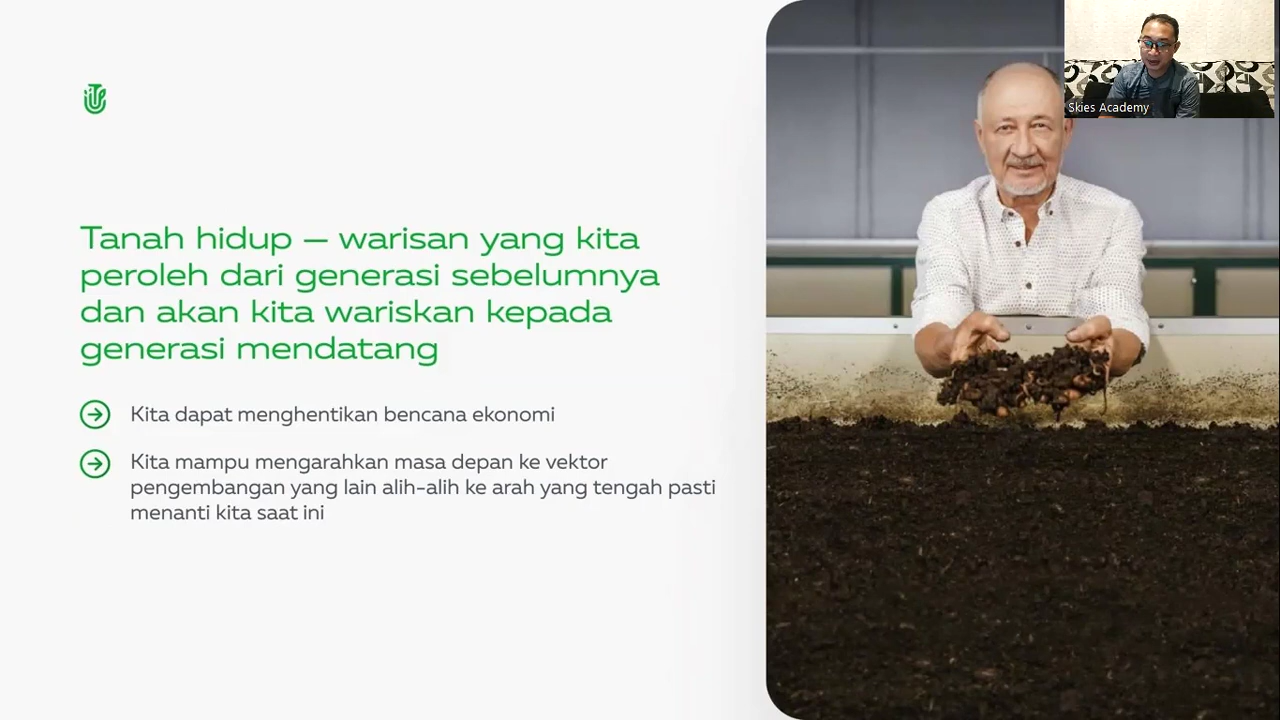 Skies Academy
Tanah hidup — warisan yang kita
peroleh dari generasi sebelumnya
dan akan kita wariskan kepada
generasi mendatang
Kita dapat menghentikan bencana ekonomi
Kita mampu mengarahkan masa depan ke vektor
pengembangan yang lain alih-alih ke arah yang tengah pasti
menanti kita saat ini